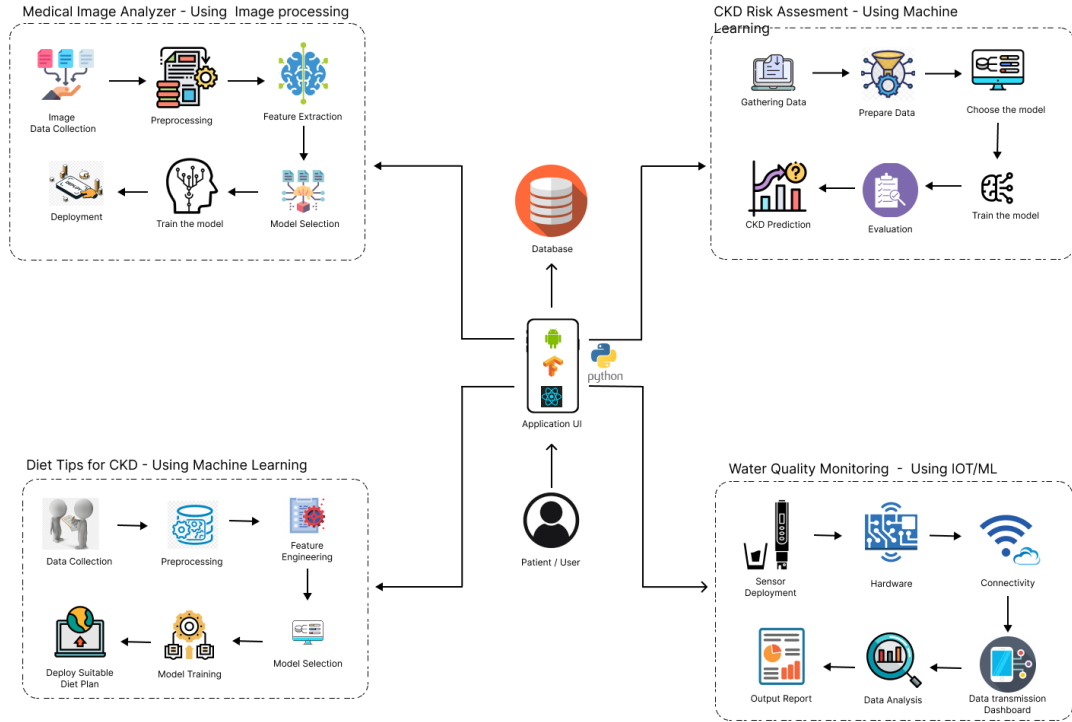 Medical Image Analyzer - Using Image processing
Image
Data Collection
Preprocessing
Feature Extraction
Deployment
Train the model
Model Selection
CKD Risk Assesment - Using Machine
Learning
Gathering Data
Prepare Data
Choose the model
CKD Prediction
Evaluation
Train the model
Database
python
Application UI
Patient / User
Diet Tips for CKD - Using Machine Learning
Data Collection
Preprocessing
Feature
Engineering
Deploy Suitable
Diet Plan
Model Training
Model Selection
Water Quality Monitoring - Using IOT/ML
Sensor
Deployment
Hardware
Connectivity
Output Report
Data Analysis
Data transmission
Dashboard